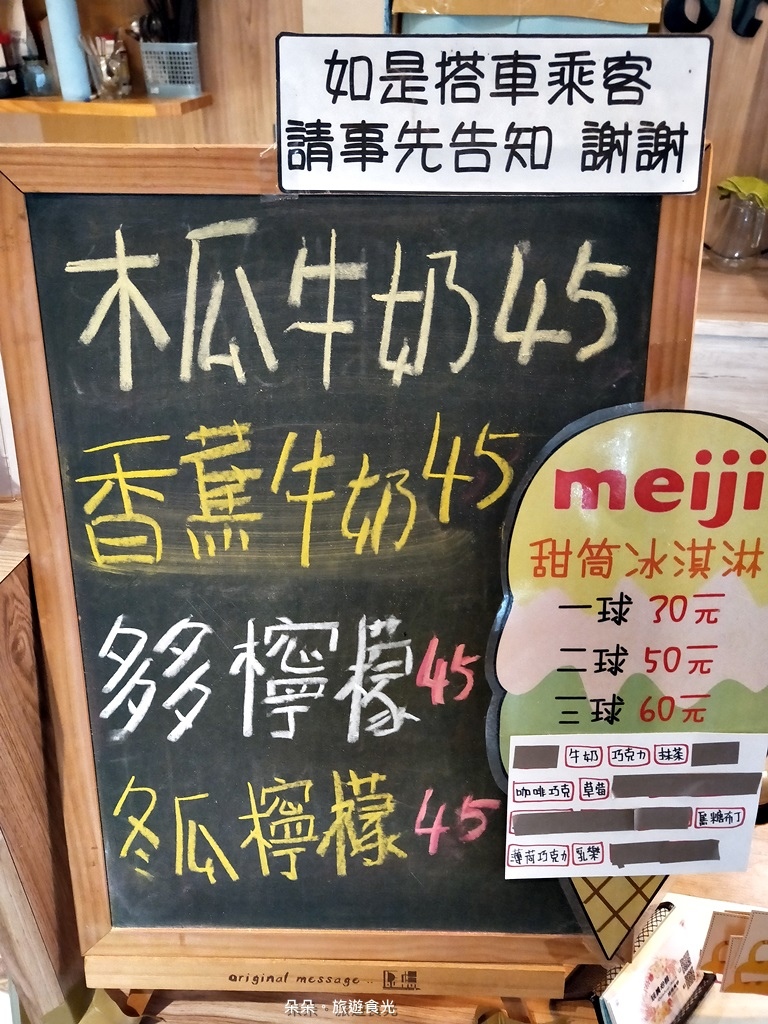 如是搭車乘客
請事先告知 謝謝
木瓜牛奶45
香蕉牛奶45
多多檸檬45
冬瓜檸檬45
meiji
甜筒冰淇淋
一球 30元
二球 50元
三球 60元
牛奶 巧克力 抹茶
咖啡巧克 草莓
焦糖布丁
薄荷巧克力 乳樂
original message
朵朵。旅遊食光